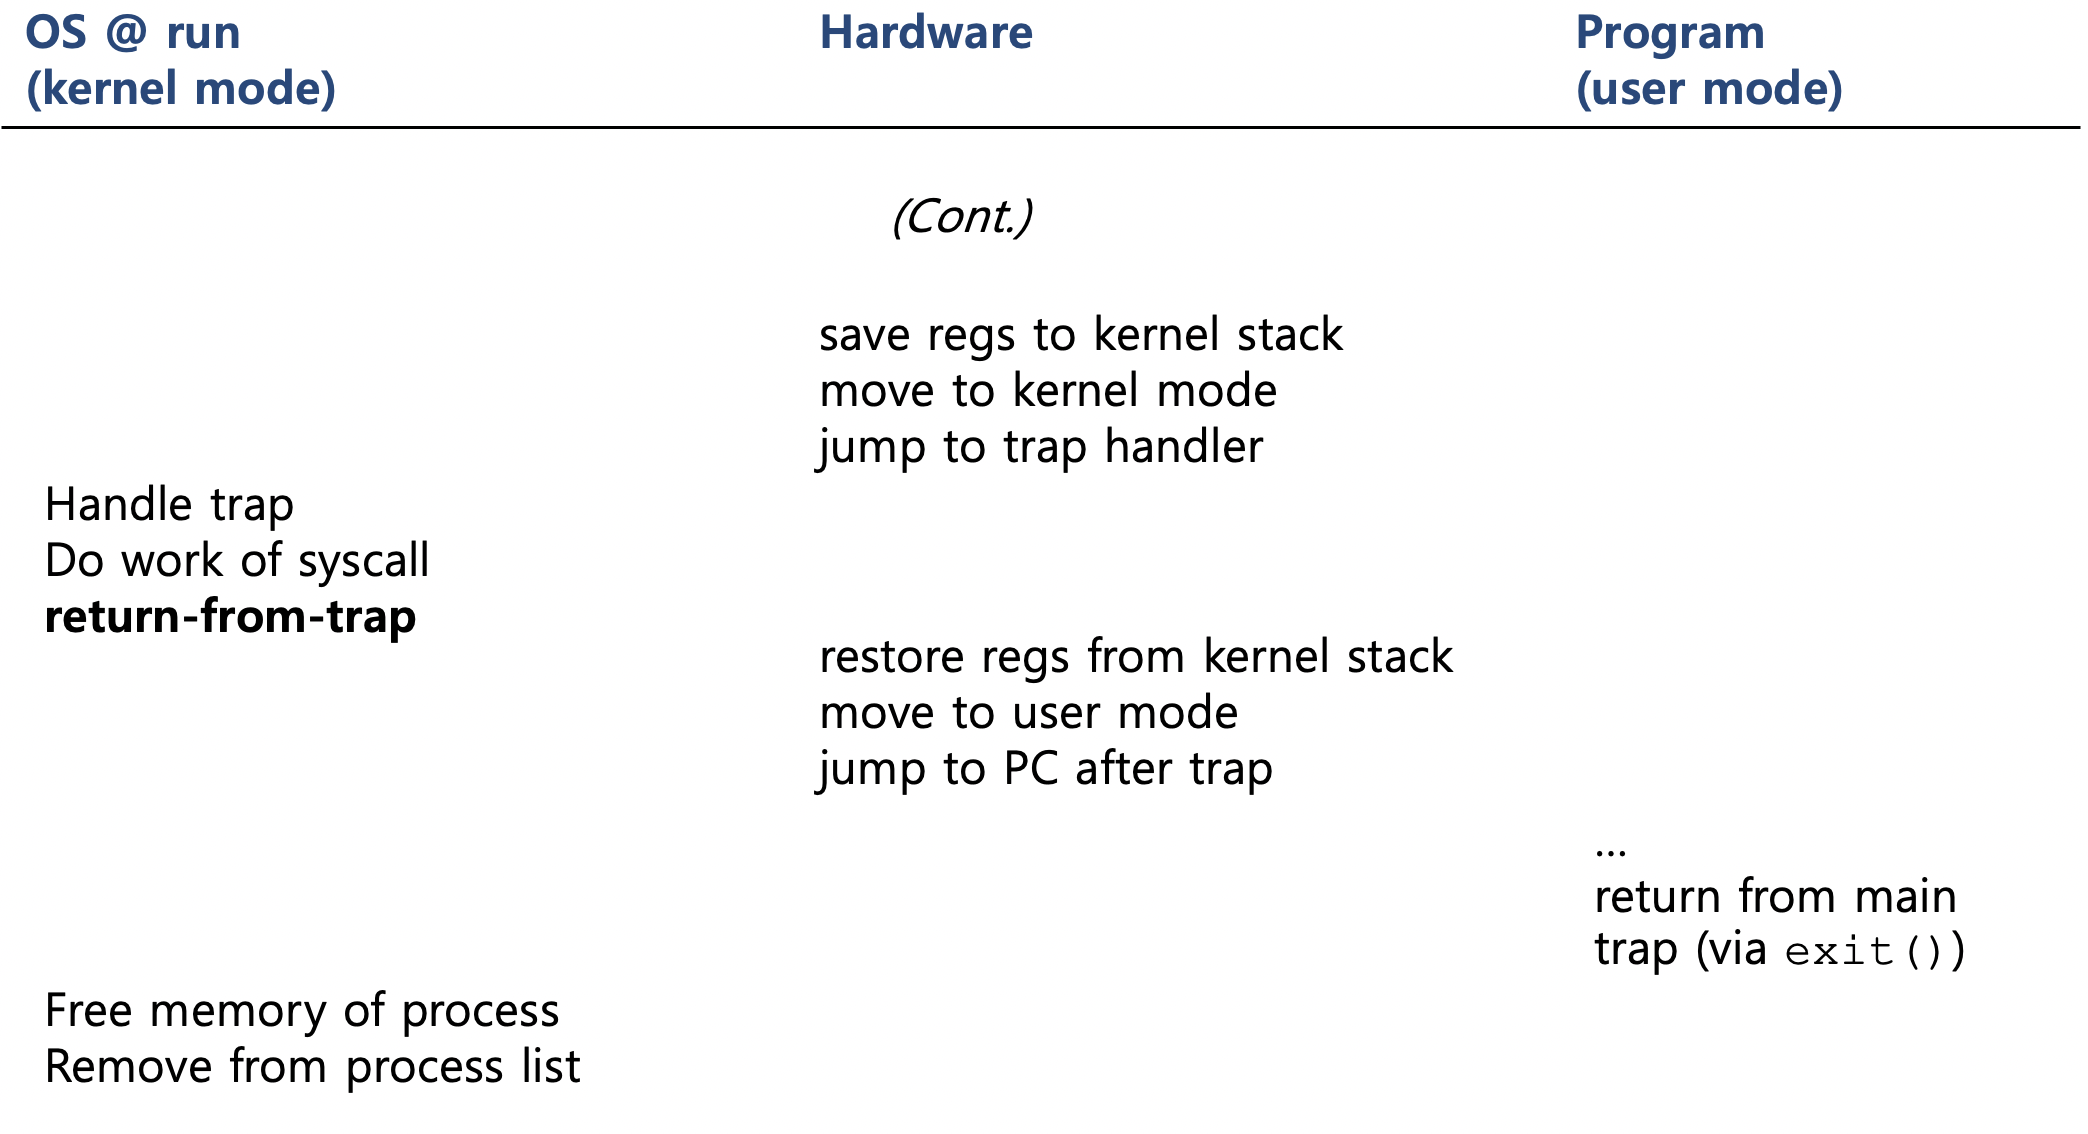 OS @ run
(kernel mode)
Hardware
Program
(user mode)
(Cont.)
save regs to kernel stack
move to kernel mode
jump to trap handler
Handle trap
Do work of syscall
return-from-trap
restore regs from kernel stack
move to user mode
jump to PC after trap
…
return from main
trap (via exit())
Free memory of process
Remove from process list